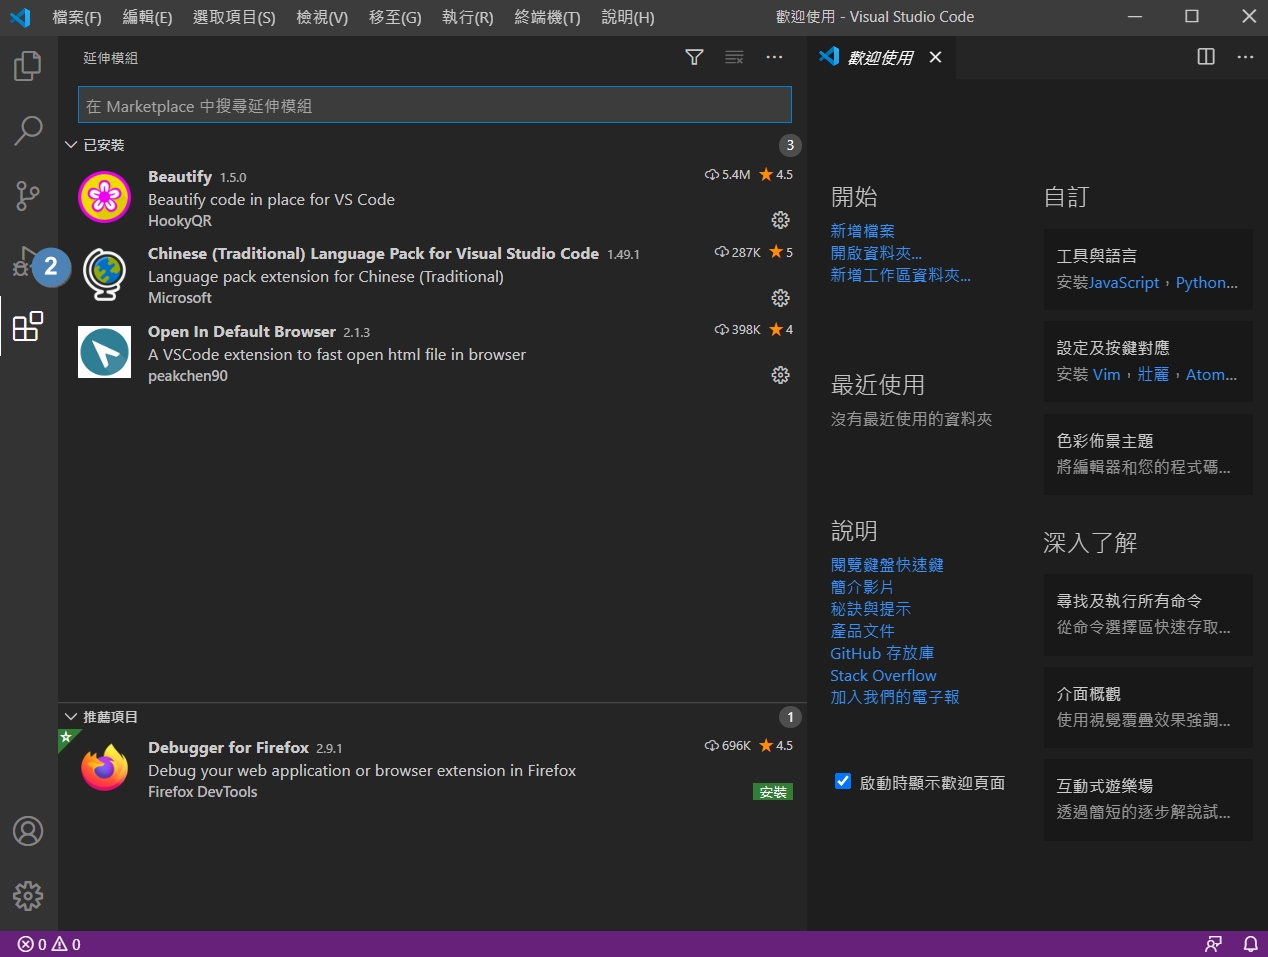 檔案(F) 編輯(E) 選取項目(S) 檢視(V) 移至(G) 執行(R) 終端機(T) 說明(H) 歡迎使用 - Visual Studio Code
延伸模組
在 Marketplace 中搜尋延伸模組
已安裝 3
Beautify 1.5.0 5.4M 4.5
Beautify code in place for VS Code
HookyQR
2
Chinese (Traditional) Language Pack for Visual Studio Code 1.49.1 287K 5
Language pack extension for Chinese (Traditional)
Microsoft
Open In Default Browser 2.1.3 398K 4
A VSCode extension to fast open html file in browser
peakchen90
推薦項目 1
Debugger for Firefox 2.9.1 696K 4.5
Debug your web application or browser extension in Firefox
Firefox DevTools 安裝
歡迎使用
開始
新增檔案
開啟資料夾...
新增工作區資料夾...
最近使用
沒有最近使用的資料夾
說明
閱覽鍵盤快速鍵
簡介影片
秘訣與提示
產品文件
GitHub 存放庫
Stack Overflow
加入我們的電子報
啟動時顯示歡迎頁面
自訂
工具與語言
安裝JavaScript，Python...
設定及按鍵對應
安裝 Vim，壯麗，Atom...
色彩佈景主題
將編輯器和您的程式碼...
深入了解
尋找及執行所有命令
從命令選擇區快速存取...
介面概觀
使用視覺覆疊效果強調...
互動式遊樂場
透過簡短的逐步解說試...
0 0